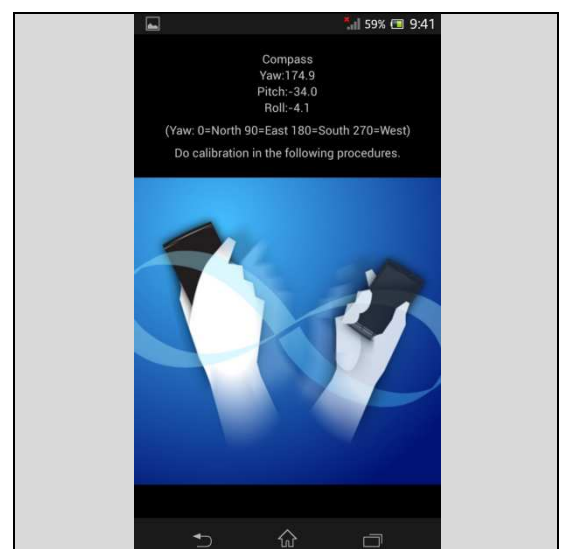 59% 9:41
Compass
Yaw:174.9
Pitch:-34.0
Roll:-4.1
(Yaw: 0=North 90=East 180=South 270=West)
Do calibration in the following procedures.